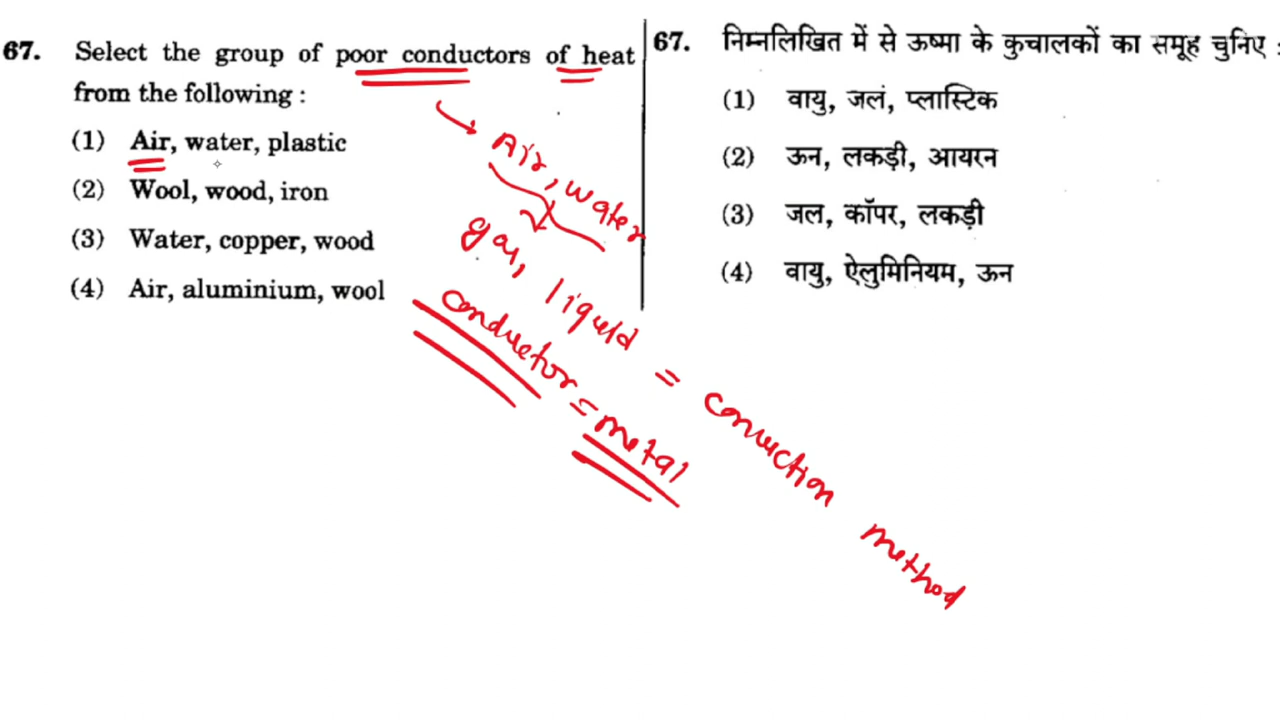 67. Select the group of poor conductors of heat
from the following :
(1) Air, water, plastic
(2) Wool, wood, iron
(3) Water, copper, wood
(4) Air, aluminium, wool
67. निम्नलिखित में से ऊष्मा के कुचालकों का समूह चुनिए :
(1) वायु, जल, प्लास्टिक
(2) ऊन, लकड़ी, आयरन
(3) जल, कॉपर, लकड़ी
(4) वायु, ऐलुमिनियम, ऊन
Air, water
gas, liquid = convection method
conductor = metal